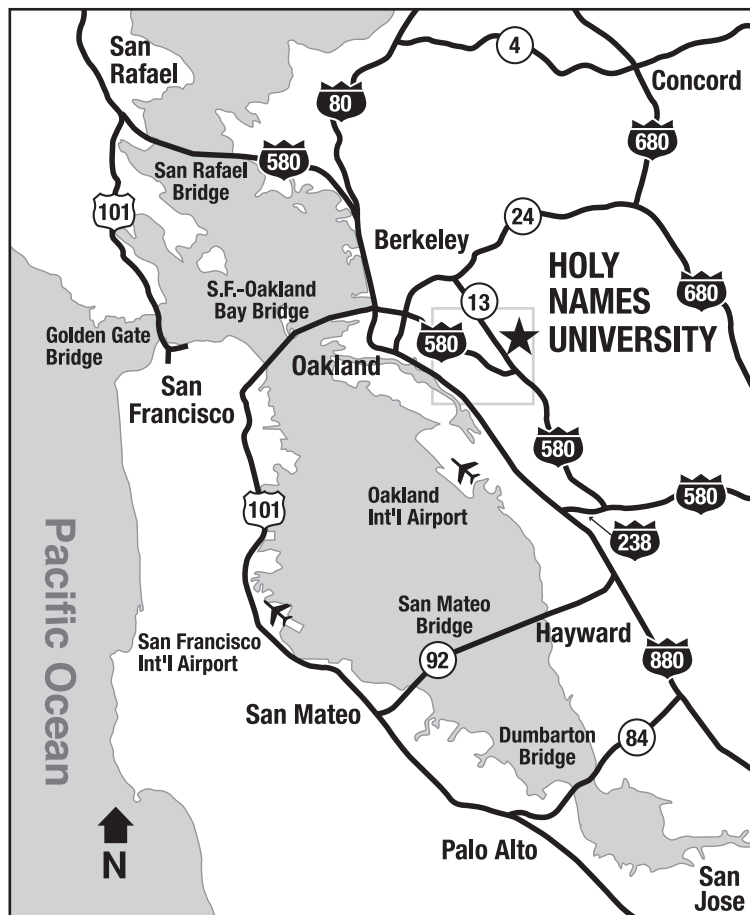 San
Rafael
4
Concord
80
680
San Rafael
Bridge
580
101
24
Berkeley
HOLY
NAMES
UNIVERSITY
680
S.F.-Oakland
Bay Bridge
13
Golden Gate
Bridge
580
Oakland
San
Francisco
580
580
101
Oakland
Int'l Airport
238
San Mateo
Bridge
Hayward
San Francisco
Int'l Airport
92
880
Pacific Ocean
San Mateo
Dumbarton
Bridge
84
N
Palo Alto
San
Jose